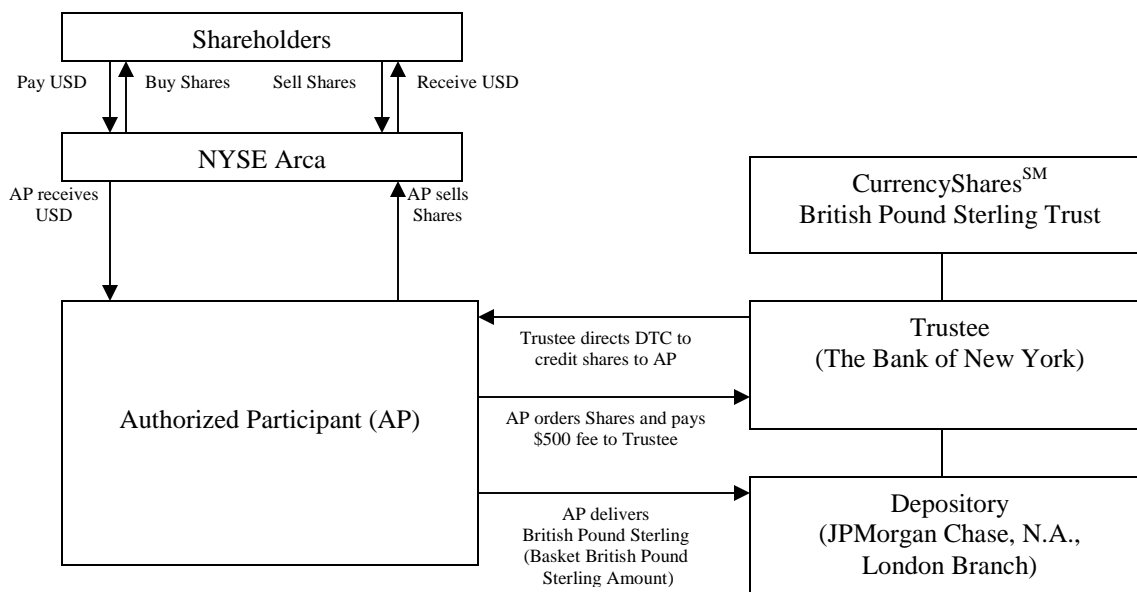 Shareholders
Pay USD
Buy Shares
Sell Shares
Receive USD
NYSE Arca
AP receives
USD
AP sells
Shares
CurrencyShares^SM
British Pound Sterling Trust
Trustee directs DTC to
credit shares to AP
Trustee
(The Bank of New York)
Authorized Participant (AP)
AP orders Shares and pays
$500 fee to Trustee
AP delivers
British Pound Sterling
(Basket British Pound
Sterling Amount)
Depository
(JPMorgan Chase, N.A.,
London Branch)